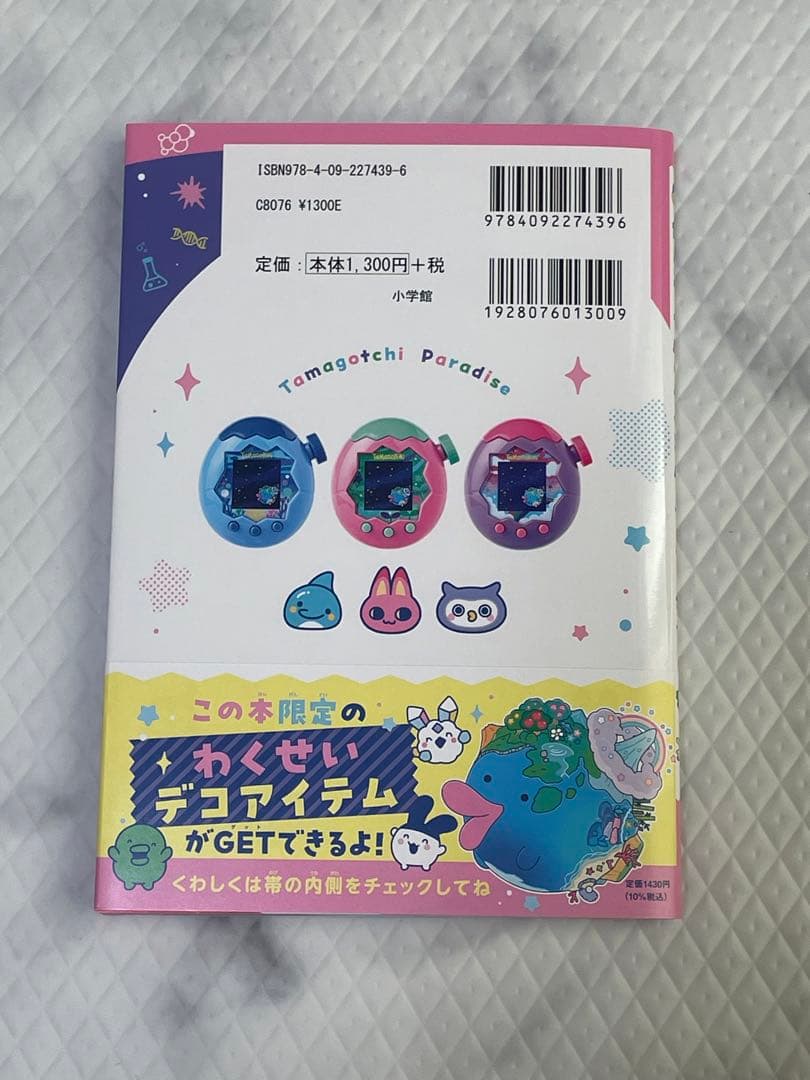 ISBN978-4-09-227439-6
C8076 ¥1300E
9784092274396
定価：本体1,300円+税
小学館
1928076013009
Tamagotchi Paradise
この本限定の
わくせい
デコアイテム
がGETできるよ!
くわしくは帯の内側をチェックしてね
定価1430円
(10%税込)